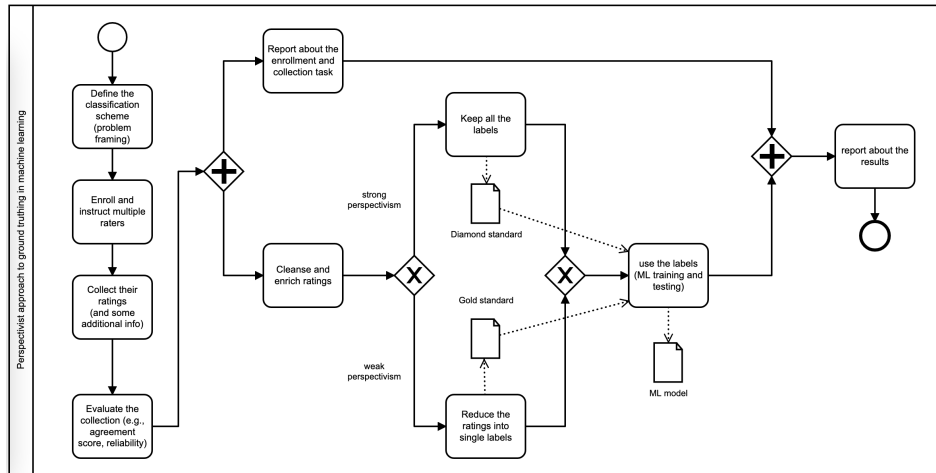 Perspectivist approach to ground truthing in machine learning
Define the
classification
scheme
(problem
framing)
Enroll and
instruct multiple
raters
Collect their
ratings
(and some
additional info)
Evaluate the
collection (e.g.,
agreement
score, reliability)
Report about the
enrollment and
collection task
Cleanse and
enrich ratings
strong
perspectivism
weak
perspectivism
Keep all the
labels
Diamond standard
Gold standard
Reduce the
ratings into
single labels
X
X
use the labels
(ML training and
testing)
ML model
report about the
results